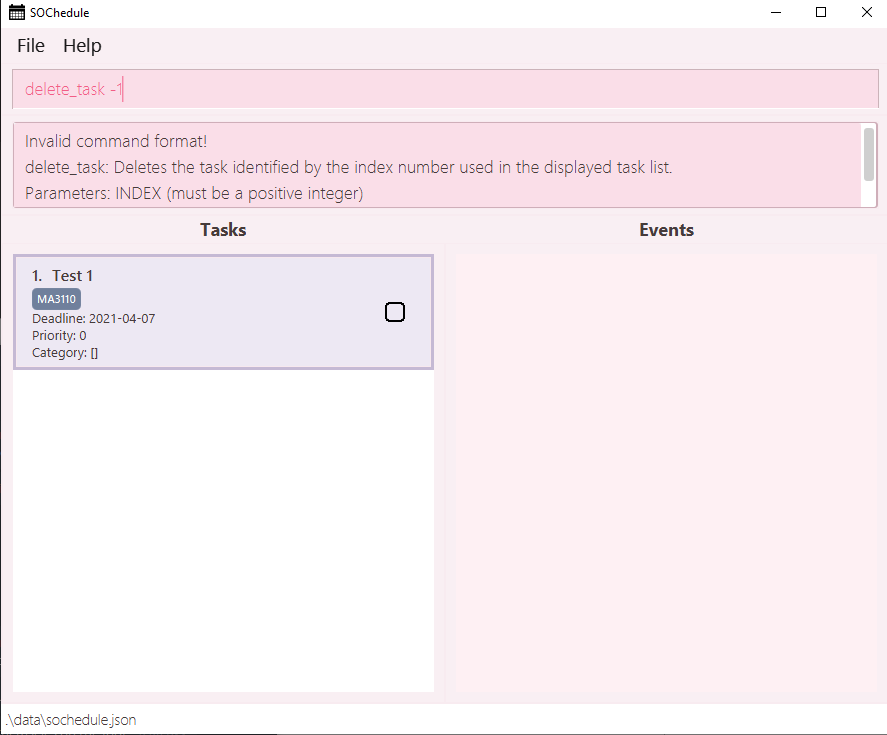 SOChedule
File Help
delete_task -1
Invalid command format!
delete_task: Deletes the task identified by the index number used in the displayed task list.
Parameters: INDEX (must be a positive integer)
Tasks
Events
1. Test 1
MA3110
Deadline: 2021-04-07
Priority: 0
Category: []
.\data\sochedule.json